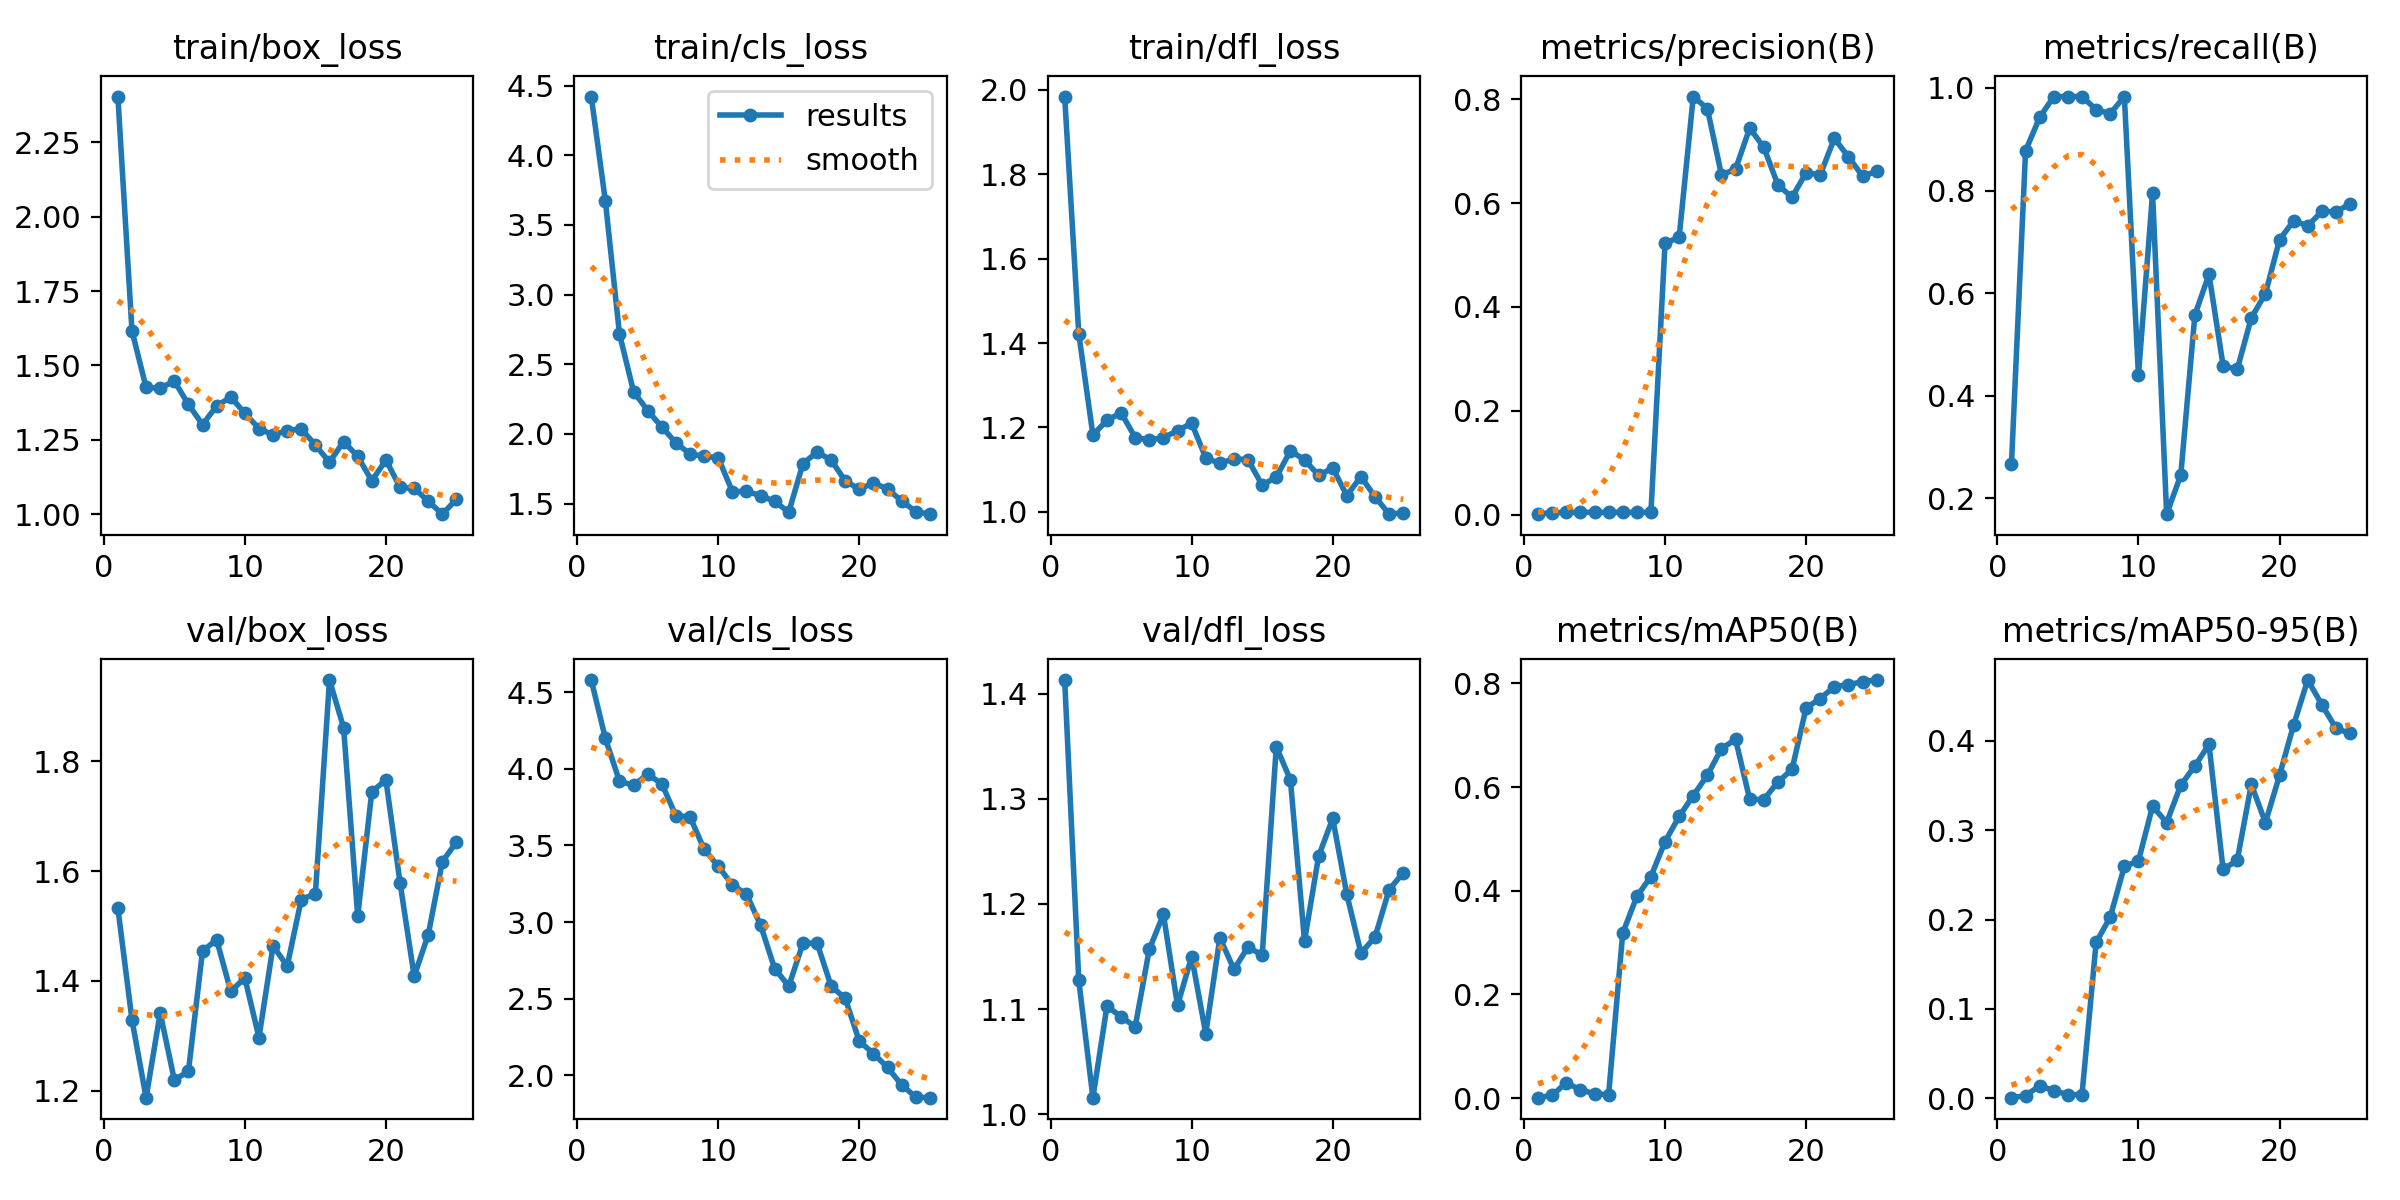 train/box_loss
train/cls_loss
train/dfl_loss
metrics/precision(B)
metrics/recall(B)
2.25
2.00
1.75
1.50
1.25
1.00
0 10 20
4.5
4.0
3.5
3.0
2.5
2.0
1.5
results
smooth
0 10 20
2.0
1.8
1.6
1.4
1.2
1.0
0 10 20
0.8
0.6
0.4
0.2
0.0
0 10 20
1.0
0.8
0.6
0.4
0.2
0 10 20
val/box_loss
val/cls_loss
val/dfl_loss
metrics/mAP50(B)
metrics/mAP50-95(B)
1.8
1.6
1.4
1.2
0 10 20
4.5
4.0
3.5
3.0
2.5
2.0
0 10 20
1.4
1.3
1.2
1.1
1.0
0 10 20
0.8
0.6
0.4
0.2
0.0
0 10 20
0.4
0.3
0.2
0.1
0.0
0 10 20